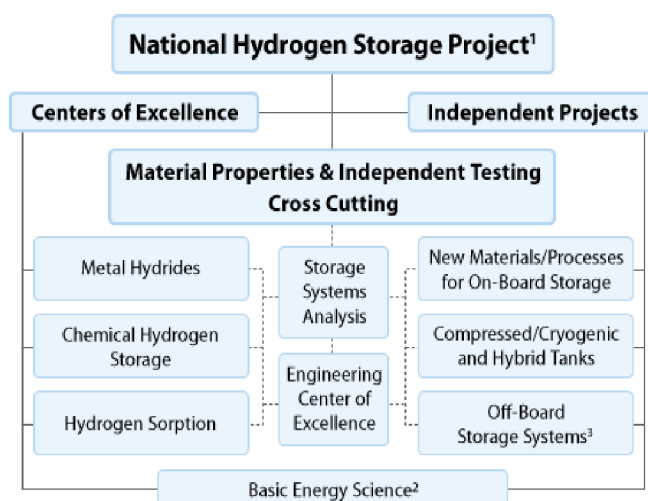 National Hydrogen Storage Project¹
Centers of Excellence
Independent Projects
Material Properties & Independent Testing
Cross Cutting
Metal Hydrides
Storage
Systems
Analysis
New Materials/Processes
for On-Board Storage
Chemical Hydrogen
Storage
Compressed/Cryogenic
and Hybrid Tanks
Engineering
Center of
Excellence
Hydrogen Sorption
Off-Board
Storage Systems³
Basic Energy Science²